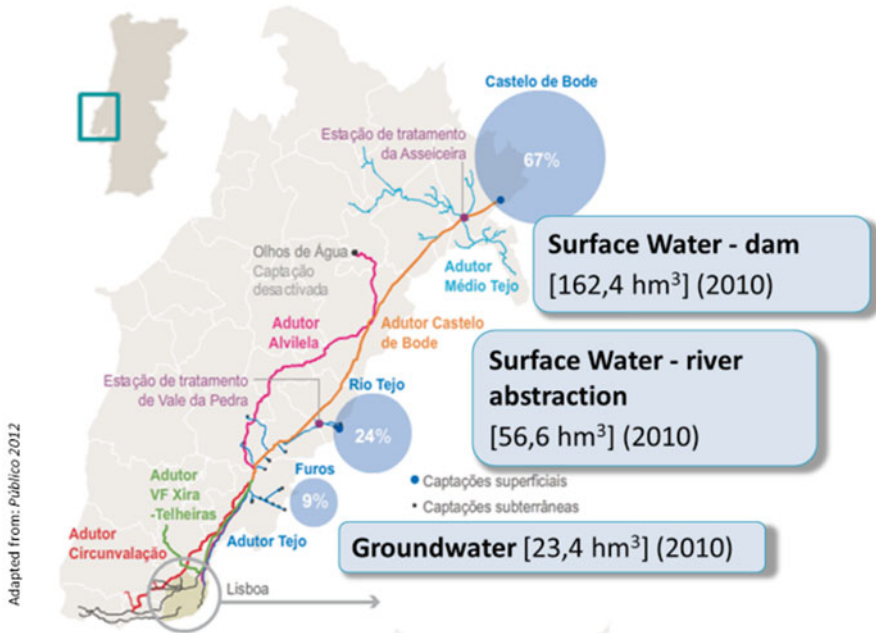 Castelo de Bode
67%
Estação de tratamento
da Asseiceira
Surface Water - dam
[162,4 hm³] (2010)
Olhos de Água
Captação
desactivada
Adutor
Médio Tejo
Adutor
Alvilela
Adutor Castelo
de Bode
Surface Water - river
abstraction
[56,6 hm³] (2010)
Estação de tratamento
de Vale da Pedra
Rio Tejo
24%
Furos
9%
Captações superficiais
Captações subterrâneas
Adutor
VF Xira
-Telheiras
Adutor
Circunvalação
Adutor Tejo
Groundwater [23,4 hm³] (2010)
Lisboa
Adapted from: Público 2012